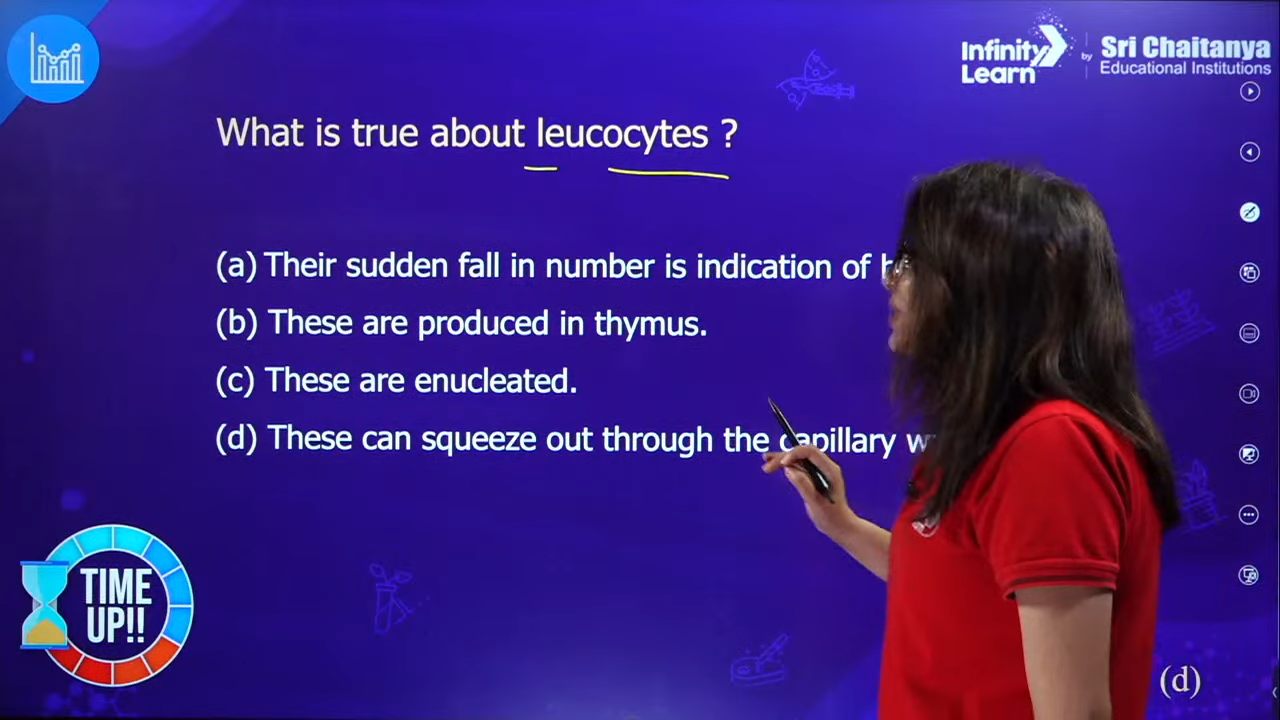 Infinity Learn by Sri Chaitanya Educational Institutions
What is true about leucocytes ?
(a) Their sudden fall in number is indication of
(b) These are produced in thymus.
(c) These are enucleated.
(d) These can squeeze out through the capillary
TIME
UP!!
(d)